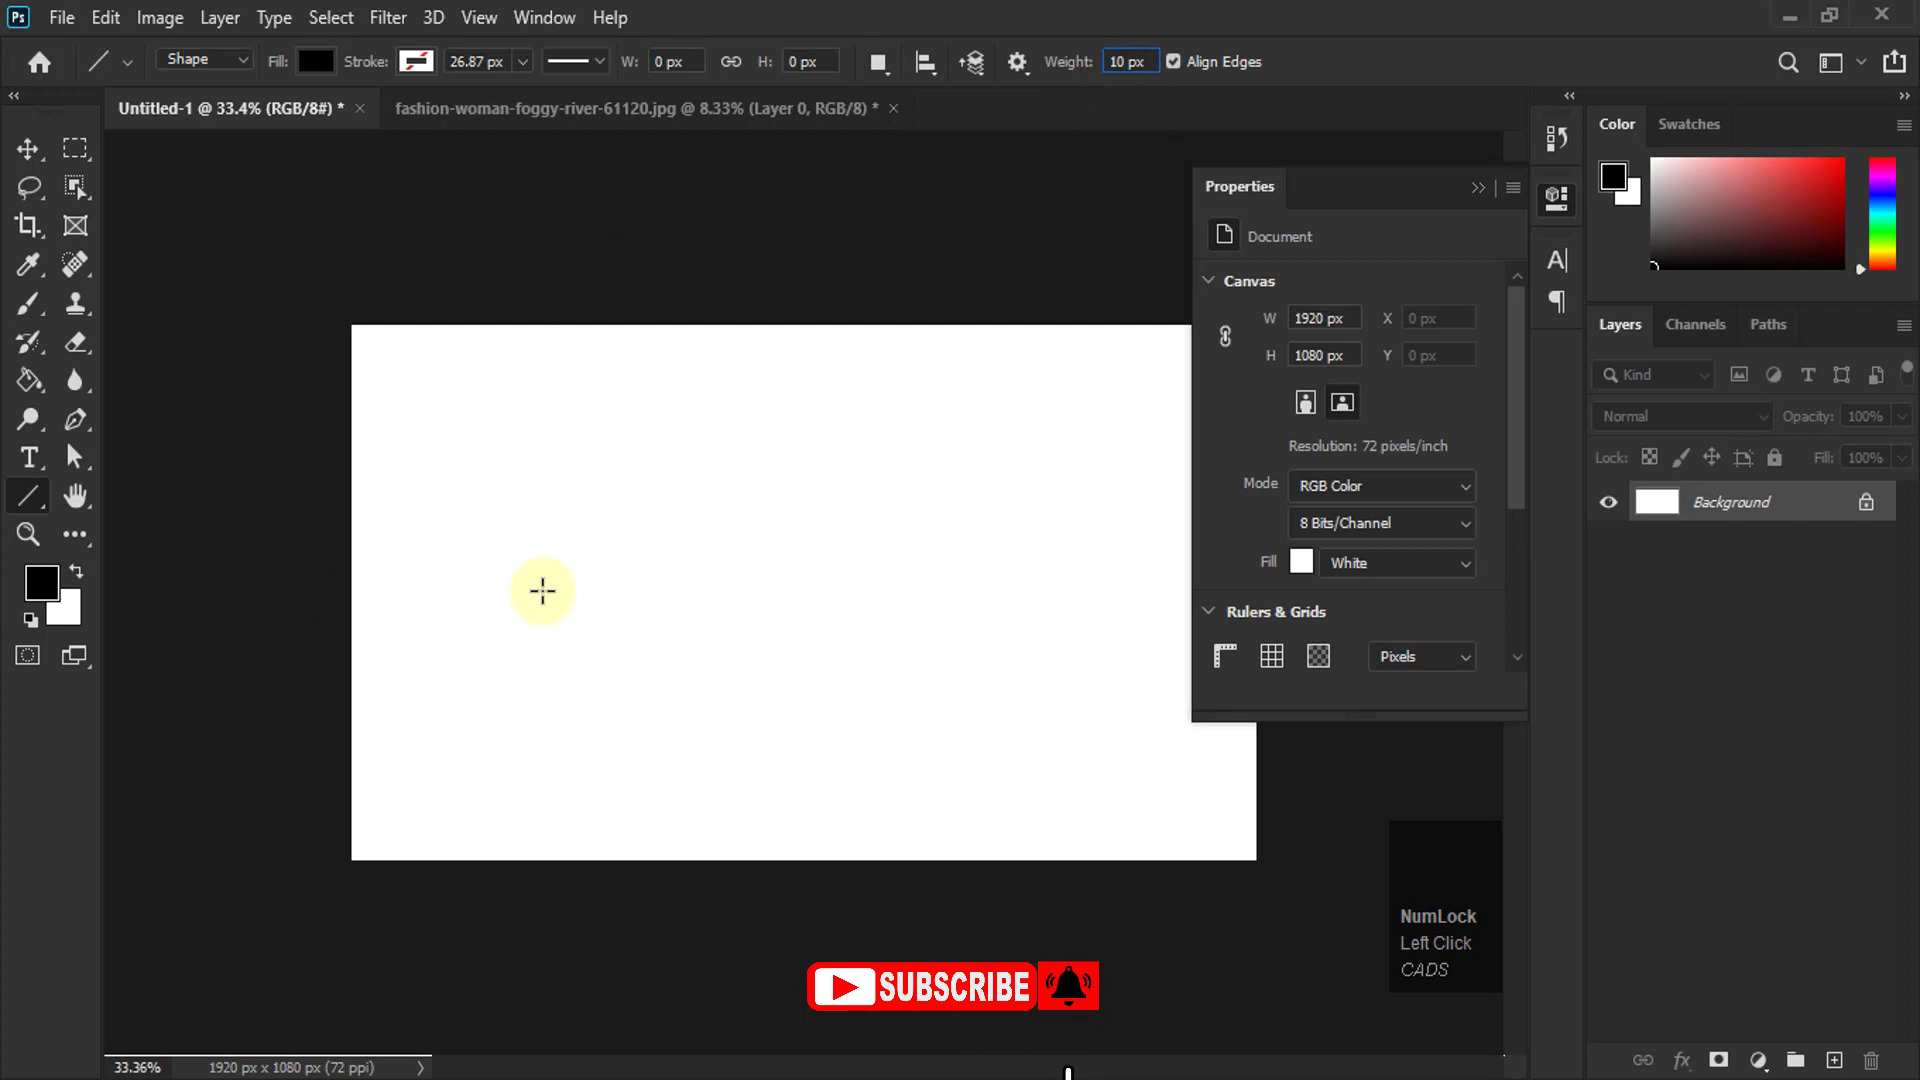 Ps File Edit Image Layer Type Select Filter 3D View Window Help
Shape Fill: Stroke: 26.87 px W: 0 px H: 0 px Weight: 10 px Align Edges
Untitled-1 @ 33.4% (RGB/8#) * fashion-woman-foggy-river-61120.jpg @ 8.33% (Layer 0, RGB/8) *
Properties
Document
Canvas
W 1920 px X 0 px
H 1080 px Y 0 px
Resolution: 72 pixels/inch
Mode RGB Color
8 Bits/Channel
Fill White
Rulers & Grids
Pixels
Color Swatches
Layers Channels Paths
Kind
Normal Opacity: 100%
Lock: Fill: 100%
Background
NumLock
Left Click
CADS
SUBSCRIBE
33.36% 1920 px x 1080 px (72 ppi)